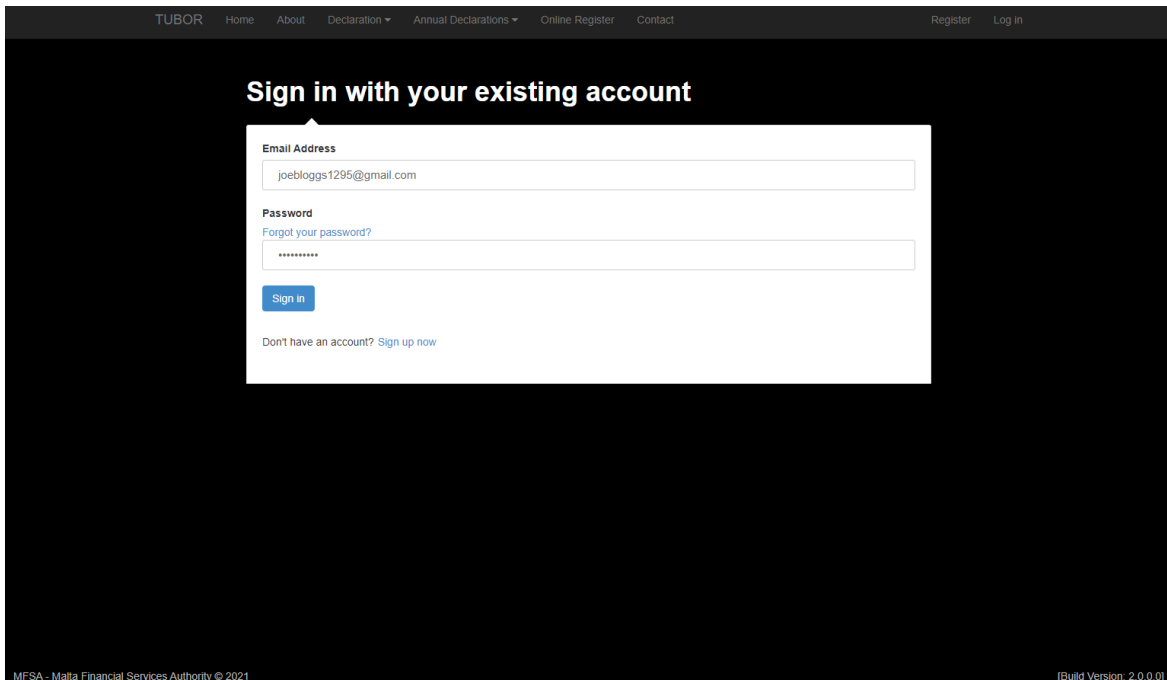 TUBOR Home About Declaration Annual Declarations Online Register Contact Register Log in
Sign in with your existing account
Email Address
joebloggs1295@gmail.com
Password
Forgot your password?
••••••••••
Sign in
Don't have an account? Sign up now
MFSA - Malta Financial Services Authority © 2021 [Build Version: 2.0.0.0]